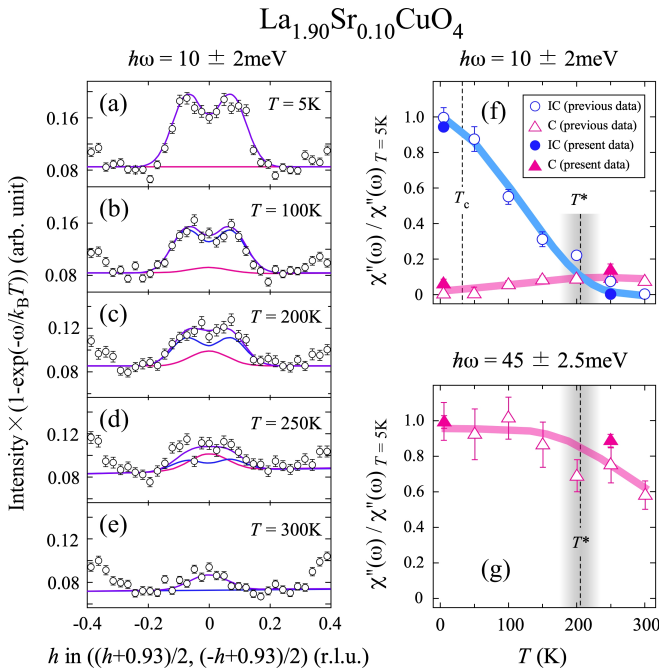 La1.90Sr0.10CuO4
ħω = 10 ± 2meV
ħω = 10 ± 2meV
Intensity×(1-exp(-ω/kBT)) (arb. unit)
(a)
T = 5K
0.16
0.08
(b)
T = 100K
0.16
0.08
(c)
T = 200K
0.12
0.08
(d)
T = 250K
0.12
0.08
(e)
T = 300K
0.12
0.08
-0.4 -0.2 0 0.2 0.4
h in ((h+0.93)/2, (-h+0.93)/2) (r.l.u.)
χ"(ω) / χ"(ω) T = 5K
(f)
IC (previous data)
C (previous data)
IC (present data)
C (present data)
Tc
T*
1.0
0.8
0.6
0.4
0.2
0
ħω = 45 ± 2.5meV
χ"(ω) / χ"(ω) T = 5K
1.0
0.8
0.6
0.4
0.2
0
T*
(g)
0 100 200 300
T (K)